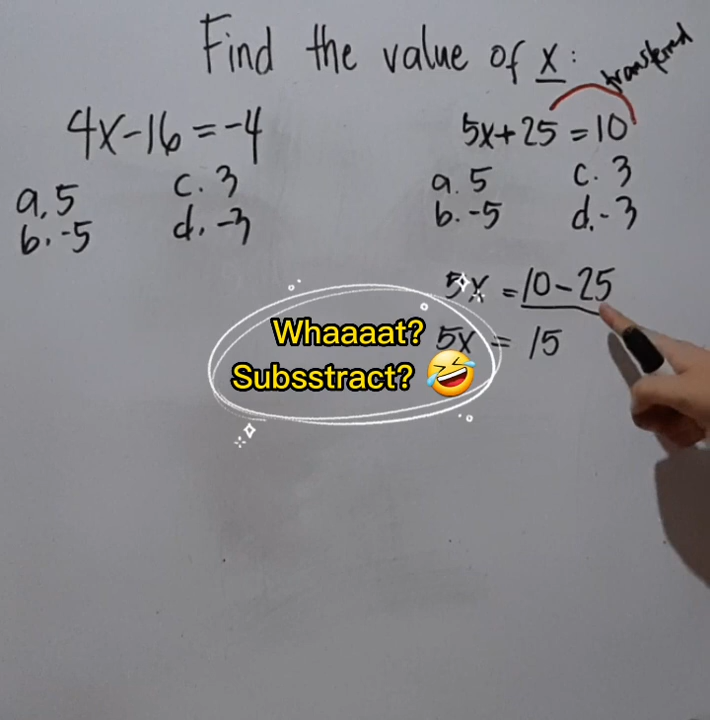 Find the value of x:
transferred
4x-16=-4
a. 5
c. 3
b. -5
d. -3
5x+25=10
a. 5
c. 3
b. -5
d. -3
5x = 10-25
5x = 15
Whaaaat?
Subsstract? 🤣